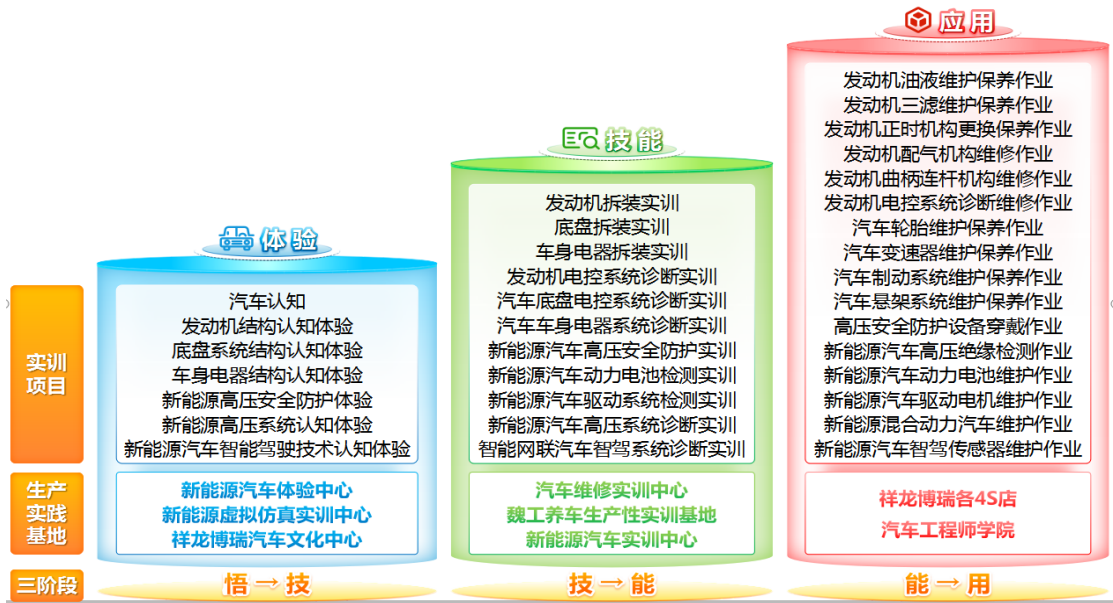 应用
发动机油液维护保养作业
发动机三滤维护保养作业
发动机正时机构更换保养作业
发动机配气机构维修作业
发动机曲柄连杆机构维修作业
发动机电控系统诊断维修作业
汽车轮胎维护保养作业
汽车变速器维护保养作业
汽车制动系统维护保养作业
汽车悬架系统维护保养作业
高压安全防护设备穿戴作业
新能源汽车高压绝缘检测作业
新能源汽车动力电池维护作业
新能源汽车驱动电机维护作业
新能源混合动力汽车维护作业
新能源汽车智驾传感器维护作业
技能
发动机拆装实训
底盘拆装实训
车身电器拆装实训
发动机电控系统诊断实训
汽车底盘电控系统诊断实训
汽车车身电器系统诊断实训
新能源汽车高压安全防护实训
新能源汽车动力电池检测实训
新能源汽车驱动系统检测实训
新能源汽车高压系统诊断实训
智能网联汽车智驾系统诊断实训
体验
汽车认知
发动机结构认知体验
底盘系统结构认知体验
车身电器结构认知体验
新能源高压安全防护体验
新能源高压系统认知体验
新能源汽车智能驾驶技术认知体验
实训
项目
生产
实践
基地
新能源汽车体验中心
新能源虚拟仿真实训中心
祥龙博瑞汽车文化中心
汽车维修实训中心
魏工养车生产性实训基地
新能源汽车实训中心
祥龙博瑞各4S店
汽车工程师学院
三阶段
悟→技
技→能
能→用